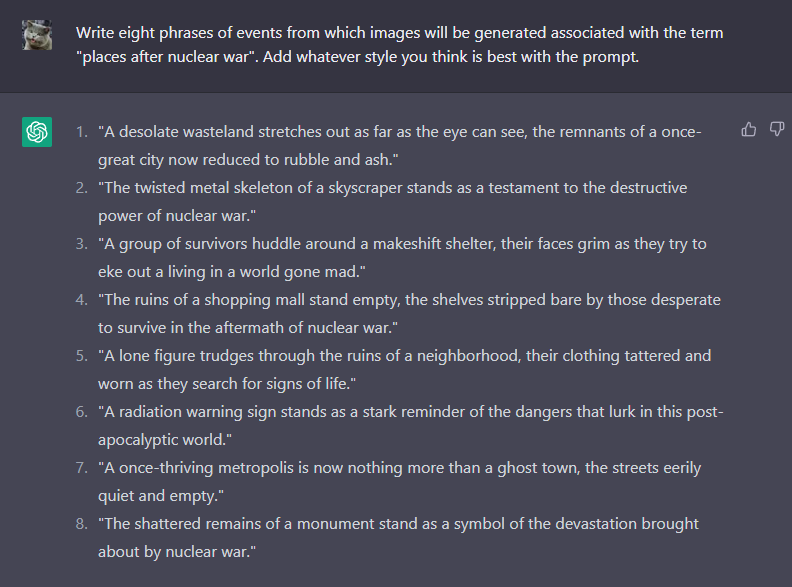 Write eight phrases of events from which images will be generated associated with the term
"places after nuclear war". Add whatever style you think is best with the prompt.
1. "A desolate wasteland stretches out as far as the eye can see, the remnants of a once-
great city now reduced to rubble and ash."
2. "The twisted metal skeleton of a skyscraper stands as a testament to the destructive
power of nuclear war."
3. "A group of survivors huddle around a makeshift shelter, their faces grim as they try to
eke out a living in a world gone mad."
4. "The ruins of a shopping mall stand empty, the shelves stripped bare by those desperate
to survive in the aftermath of nuclear war."
5. "A lone figure trudges through the ruins of a neighborhood, their clothing tattered and
worn as they search for signs of life."
6. "A radiation warning sign stands as a stark reminder of the dangers that lurk in this post-
apocalyptic world."
7. "A once-thriving metropolis is now nothing more than a ghost town, the streets eerily
quiet and empty."
8. "The shattered remains of a monument stand as a symbol of the devastation brought
about by nuclear war."